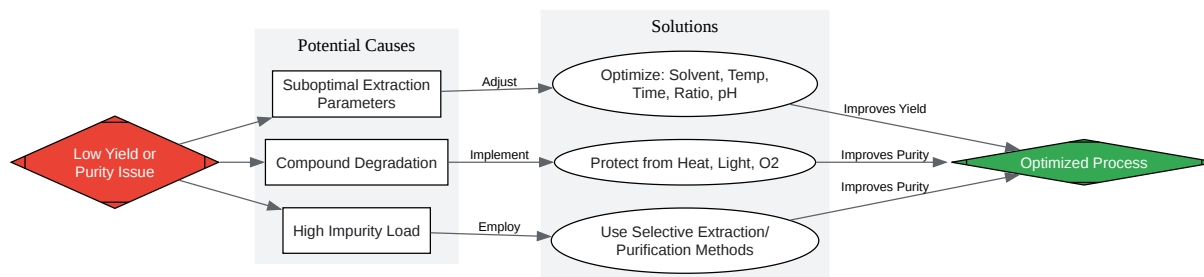 Potential Causes
Solutions
Low Yield or
Purity Issue
Suboptimal Extraction
Parameters
Adjust
Optimize: Solvent, Temp,
Time, Ratio, pH
Improves Yield
Compound Degradation
Implement
Protect from Heat, Light, O2
Improves Purity
Optimized Process
High Impurity Load
Employ
Use Selective Extraction/
Purification Methods
Improves Purity